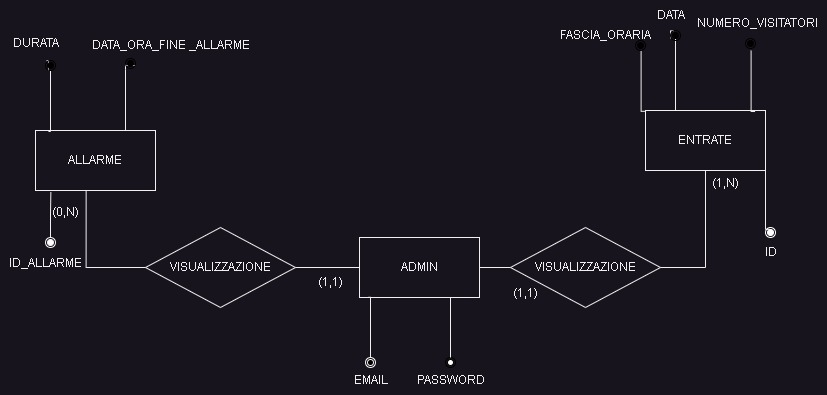 DURATA
DATA_ORA_FINE _ALLARME
FASCIA_ORARIA
DATA
NUMERO_VISITATORI
ALLARME
ENTRATE
(0,N)
(1,N)
ID_ALLARME
VISUALIZZAZIONE
(1,1)
ADMIN
(1,1)
VISUALIZZAZIONE
ID
EMAIL
PASSWORD